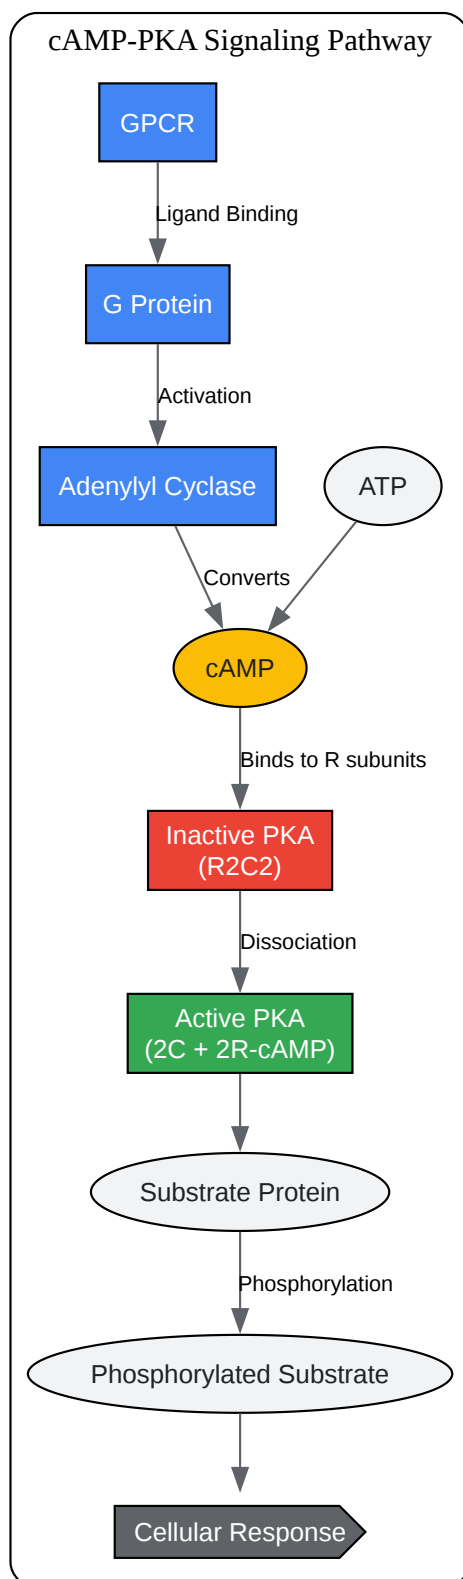 cAMP-PKA Signaling Pathway
GPCR
Ligand Binding
G Protein
Activation
Adenylyl Cyclase
ATP
Converts
cAMP
Binds to R subunits
Inactive PKA
(R2C2)
Dissociation
Active PKA
(2C + 2R-cAMP)
Substrate Protein
Phosphorylation
Phosphorylated Substrate
Cellular Response